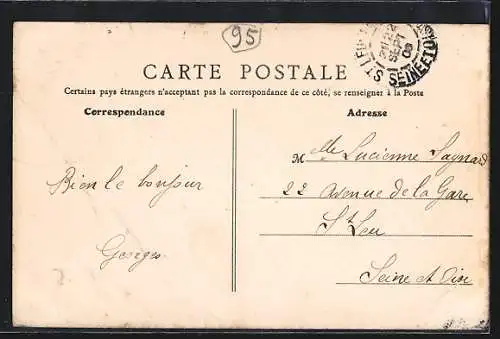 95
CARTE POSTALE
Certains pays étrangers n'acceptant pas la correspondance de ce côté, se renseigner à la Poste
Correspondance
Adresse
Mlle Lucienne
22 Avenue de la Gare
St Leu
Seine et Oise
Bien le bonjour
Georges
SEPT
SEINE ET OISE